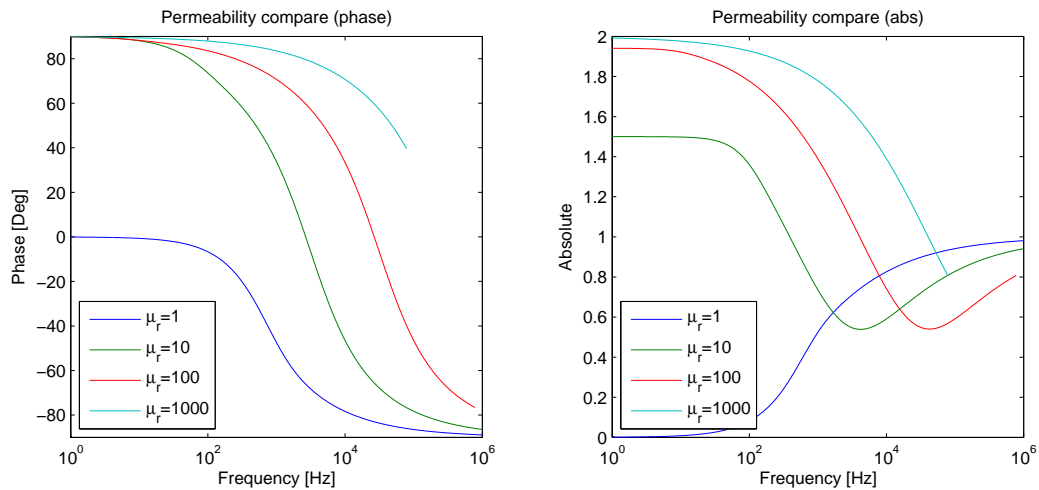 Permeability compare (phase)
80
60
40
20
0
−20
−40
−60
−80
Phase [Deg]
μr=1
μr=10
μr=100
μr=1000
10^0
10^2
10^4
10^6
Frequency [Hz]
Permeability compare (abs)
2
1.8
1.6
1.4
1.2
1
0.8
0.6
0.4
0.2
0
Absolute
μr=1
μr=10
μr=100
μr=1000
10^0
10^2
10^4
10^6
Frequency [Hz]